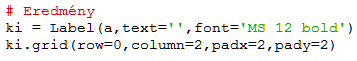 # Eredmény
ki = Label(a,text='',font='MS 12 bold')
ki.grid(row=0,column=2,padx=2,pady=2)